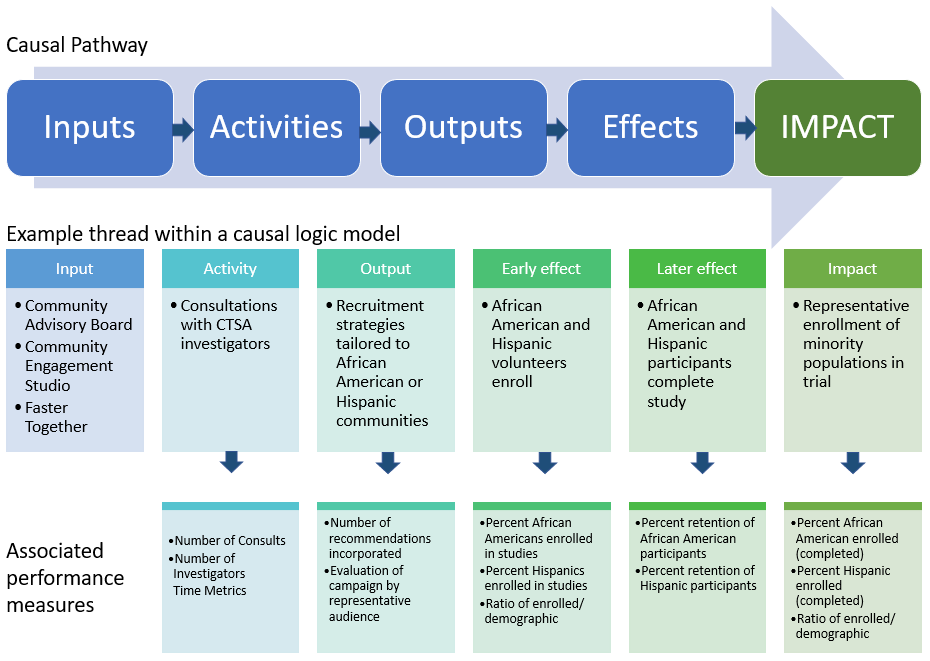 Causal Pathway
Inputs
Activities
Outputs
Effects
IMPACT
Example thread within a causal logic model
Input
• Community
Advisory Board
• Community
Engagement
Studio
• Faster
Together
Activity
• Consultations
with CTSA
investigators
Output
• Recruitment
strategies
tailored to
African
American or
Hispanic
communities
Early effect
• African
American and
Hispanic
volunteers
enroll
Later effect
• African
American and
Hispanic
participants
complete
study
Impact
• Representative
enrollment of
minority
populations in
trial
Associated
performance
measures
•Number of Consults
•Number of
Investigators
Time Metrics
•Number of
recommendations
incorporated
•Evaluation of
campaign by
representative
audience
•Percent African
Americans enrolled
in studies
•Percent Hispanics
enrolled in studies
•Ratio of enrolled/
demographic
•Percent retention of
African American
participants
•Percent retention of
Hispanic participants
•Percent African
American enrolled
(completed)
•Percent Hispanic
enrolled
(completed)
•Ratio of enrolled/
demographic